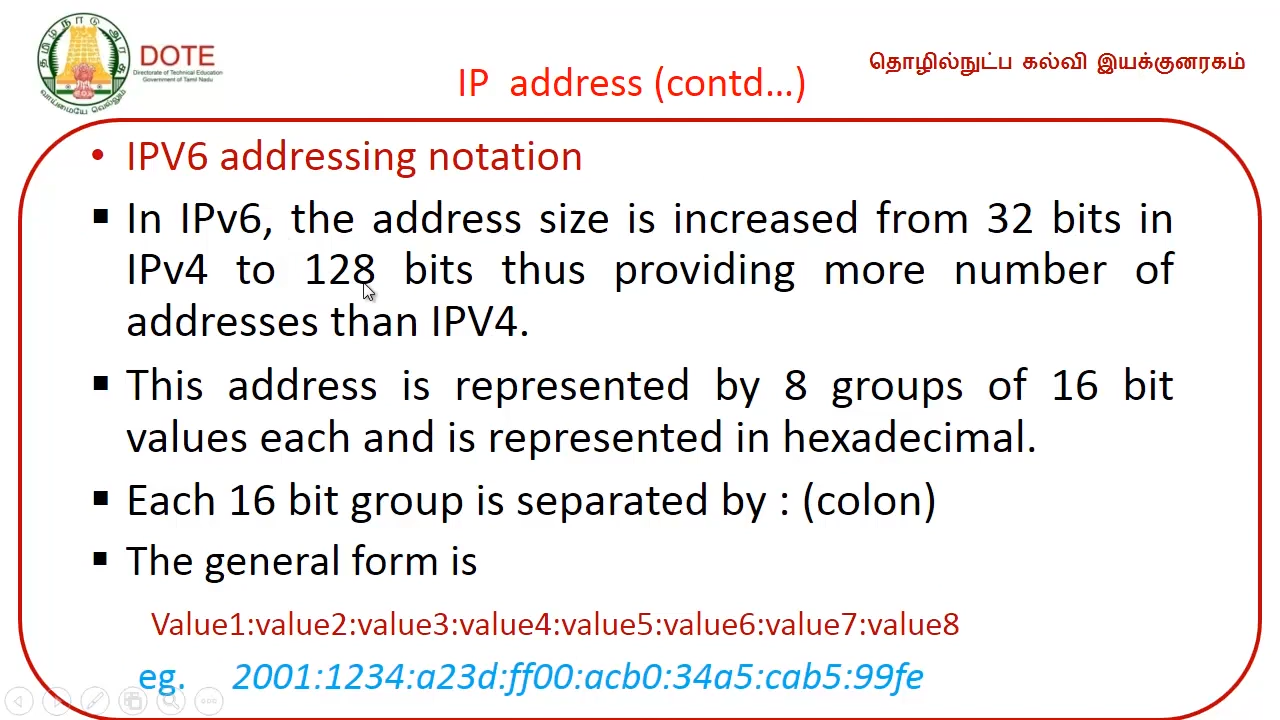 தமிழ்நாடு அரசு
வாய்மையே வெல்லும்
DOTE
Directorate of Technical Education
Government of Tamil Nadu
தொழில்நுட்ப கல்வி இயக்குனரகம்
IP address (contd...)
• IPV6 addressing notation
▪ In IPv6, the address size is increased from 32 bits in
IPv4 to 128 bits thus providing more number of
addresses than IPV4.
▪ This address is represented by 8 groups of 16 bit
values each and is represented in hexadecimal.
▪ Each 16 bit group is separated by : (colon)
▪ The general form is
Value1:value2:value3:value4:value5:value6:value7:value8
eg. 2001:1234:a23d:ff00:acb0:34a5:cab5:99fe